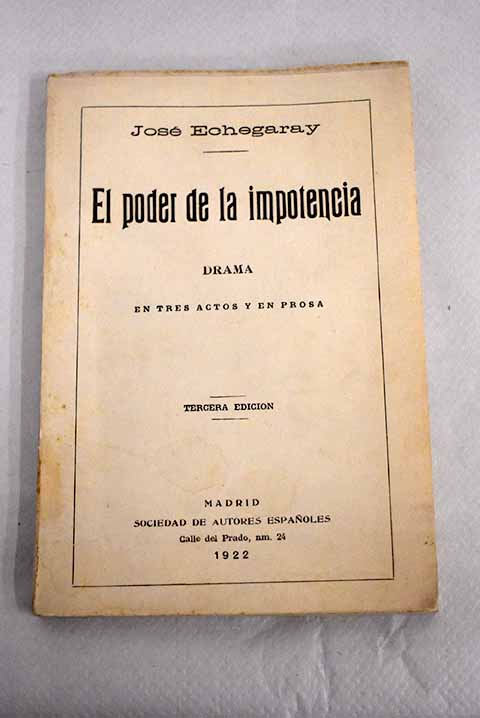 José Echegaray
El poder de la impotencia
DRAMA
EN TRES ACTOS Y EN PROSA
TERCERA EDICION
MADRID
SOCIEDAD DE AUTORES ESPAÑOLES
Calle del Prado, nm. 24
1922